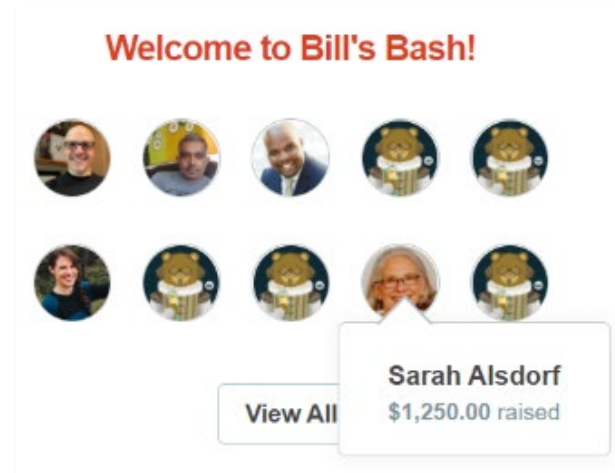 Welcome to Bill's Bash!
Sarah Alsdorf
$1,250.00 raised
View All